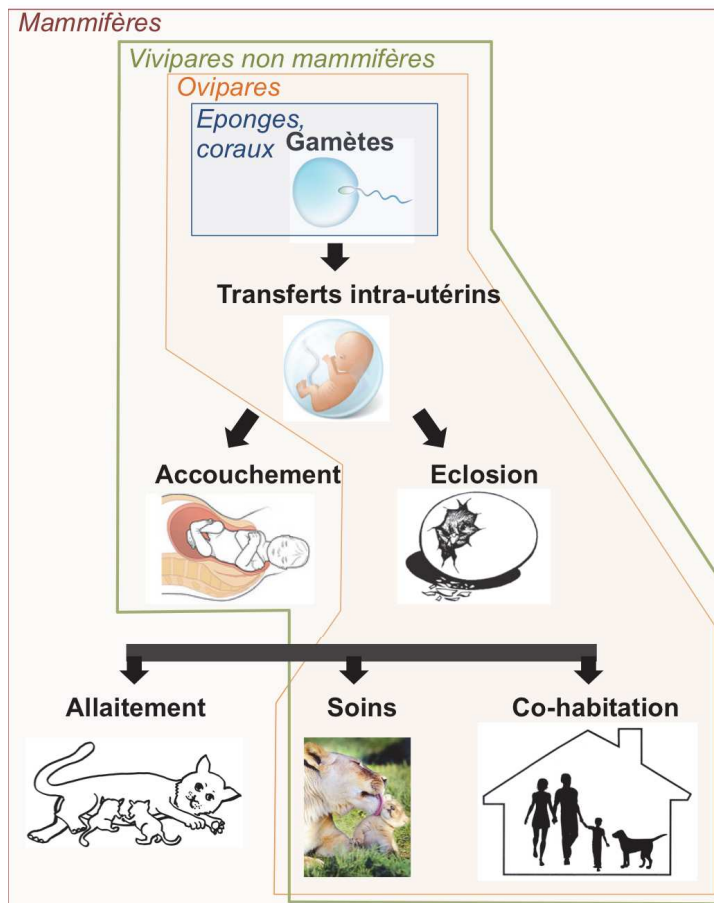 Mammifères
Vivipares non mammifères
Ovipares
Eponges,
coraux
Gamètes
Transferts intra-utérins
Accouchement
Eclosion
Allaitement
Soins
Co-habitation